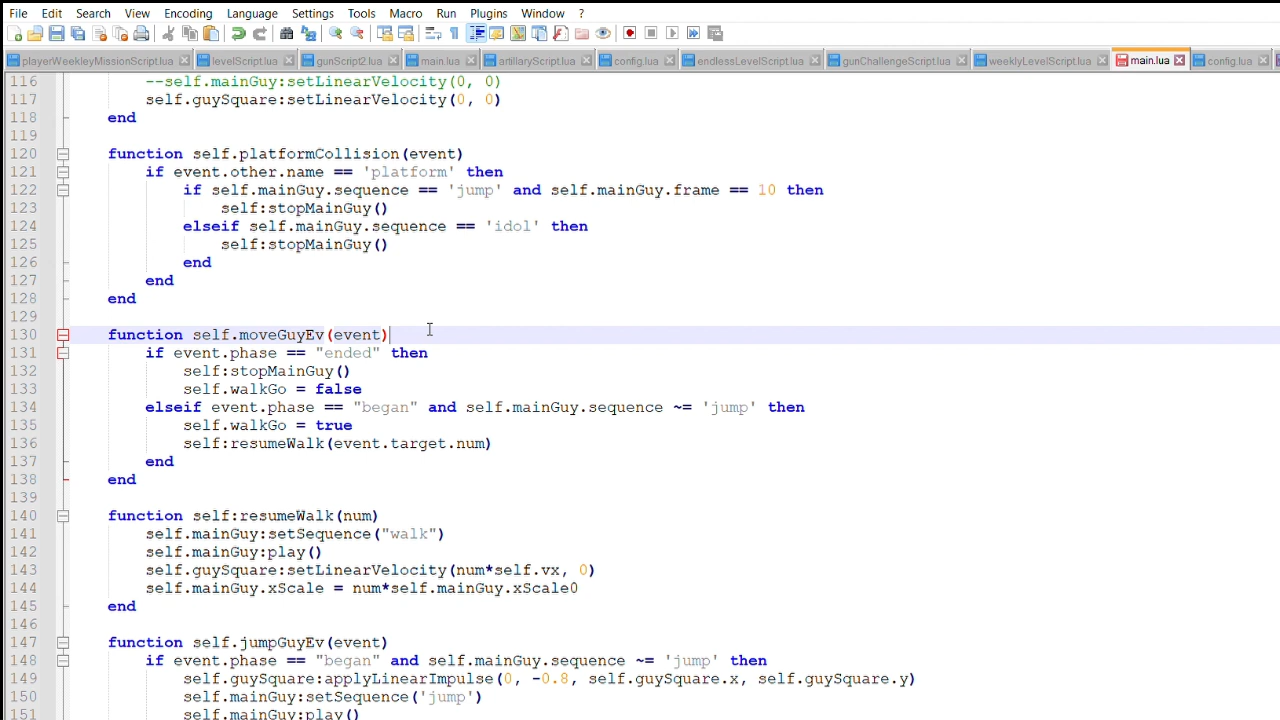 File Edit Search View Encoding Language Settings Tools Macro Run Plugins Window ?
playerWeekleyMissionScript.lua levelScript.lua gunScript2.lua main.lua artillaryScript.lua config.lua endlessLevelScript.lua gunChallengeScript.lua weeklyLevelScript.lua main.lua config.lua
116 --self.mainGuy:setLinearVelocity(0, 0)
117 self.guySquare:setLinearVelocity(0, 0)
118 end
119
120 function self.platformCollision(event)
121 if event.other.name == 'platform' then
122 if self.mainGuy.sequence == 'jump' and self.mainGuy.frame == 10 then
123 self:stopMainGuy()
124 elseif self.mainGuy.sequence == 'idol' then
125 self:stopMainGuy()
126 end
127 end
128 end
129
130 function self.moveGuyEv(event)
131 if event.phase == "ended" then
132 self:stopMainGuy()
133 self.walkGo = false
134 elseif event.phase == "began" and self.mainGuy.sequence ~= 'jump' then
135 self.walkGo = true
136 self:resumeWalk(event.target.num)
137 end
138 end
139
140 function self:resumeWalk(num)
141 self.mainGuy:setSequence("walk")
142 self.mainGuy:play()
143 self.guySquare:setLinearVelocity(num*self.vx, 0)
144 self.mainGuy.xScale = num*self.mainGuy.xScale0
145 end
146
147 function self.jumpGuyEv(event)
148 if event.phase == "began" and self.mainGuy.sequence ~= 'jump' then
149 self.guySquare:applyLinearImpulse(0, -0.8, self.guySquare.x, self.guySquare.y)
150 self.mainGuy:setSequence('jump')
151 self.mainGuy:play()